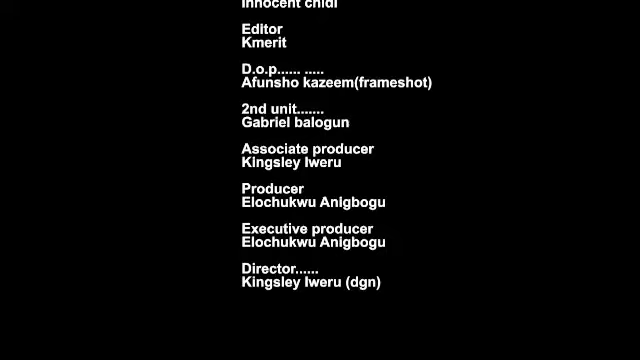 Innocent chidi
Editor
Kmerit
D.o.p...... .....
Afunsho kazeem(frameshot)
2nd unit.......
Gabriel balogun
Associate producer
Kingsley Iweru
Producer
Elochukwu Anigbogu
Executive producer
Elochukwu Anigbogu
Director......
Kingsley Iweru (dgn)